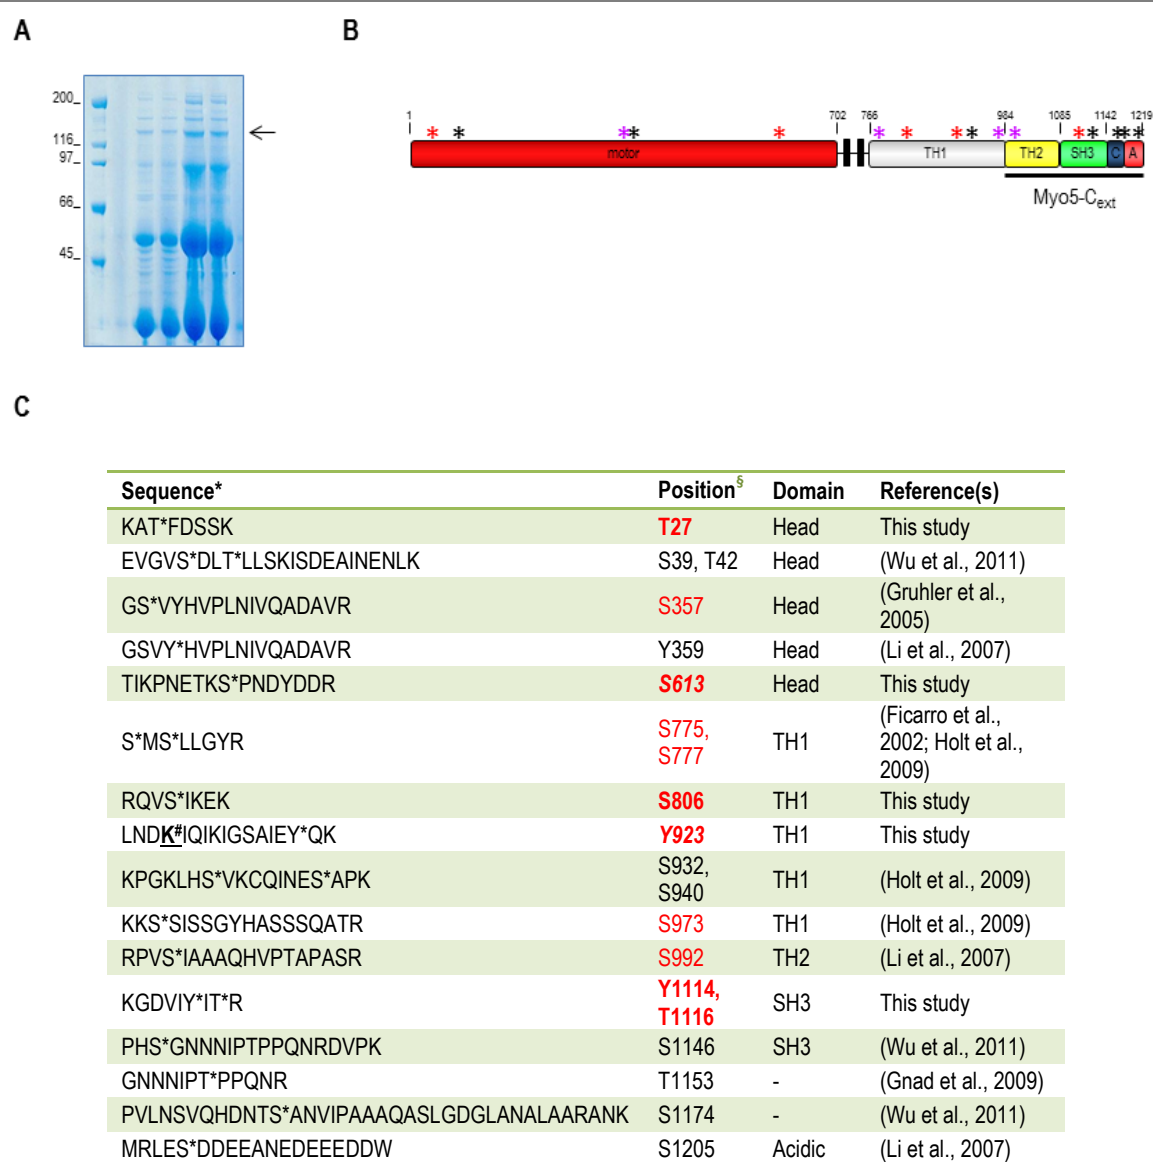 A
B
200_
116_
97_
66_
45_
1
702
766
984
1085
1142
1219
* * ** * * * * * ** * * ** *
motor
TH1
TH2
SH3
C
A
Myo5-Cext
C
Sequence* Position§ Domain Reference(s)
KAT*FDSSK T27 Head This study
EVGVS*DLT*LLSKISDEAINENLK S39, T42 Head (Wu et al., 2011)
GS*VYHVPLNIVQADAVR S357 Head (Gruhler et al.,
2005)
GSVY*HVPLNIVQADAVR Y359 Head (Li et al., 2007)
TIKPNETKS*PNDYDDR S613 Head This study
S*MS*LLGYR S775,
S777 TH1 (Ficarro et al.,
2002; Holt et al.,
2009)
RQVS*IKEK S806 TH1 This study
LNDK#IQIKIGSAIEY*QK Y923 TH1 This study
KPGKLHS*VKCQINES*APK S932,
S940 TH1 (Holt et al., 2009)
KKS*SISSGYHASSSQATR S973 TH1 (Holt et al., 2009)
RPVS*IAAAQHVPTAPASR S992 TH2 (Li et al., 2007)
KGDVIY*IT*R Y1114,
T1116 SH3 This study
PHS*GNNNIPTPPQNRDVPK S1146 SH3 (Wu et al., 2011)
GNNNIPT*PPQNR T1153 - (Gnad et al., 2009)
PVLNSVQHDNTS*ANVIPAAAQASLGDGLANALAARANK S1174 - (Wu et al., 2011)
MRLES*DDEEANEDEEEDDW S1205 Acidic (Li et al., 2007)